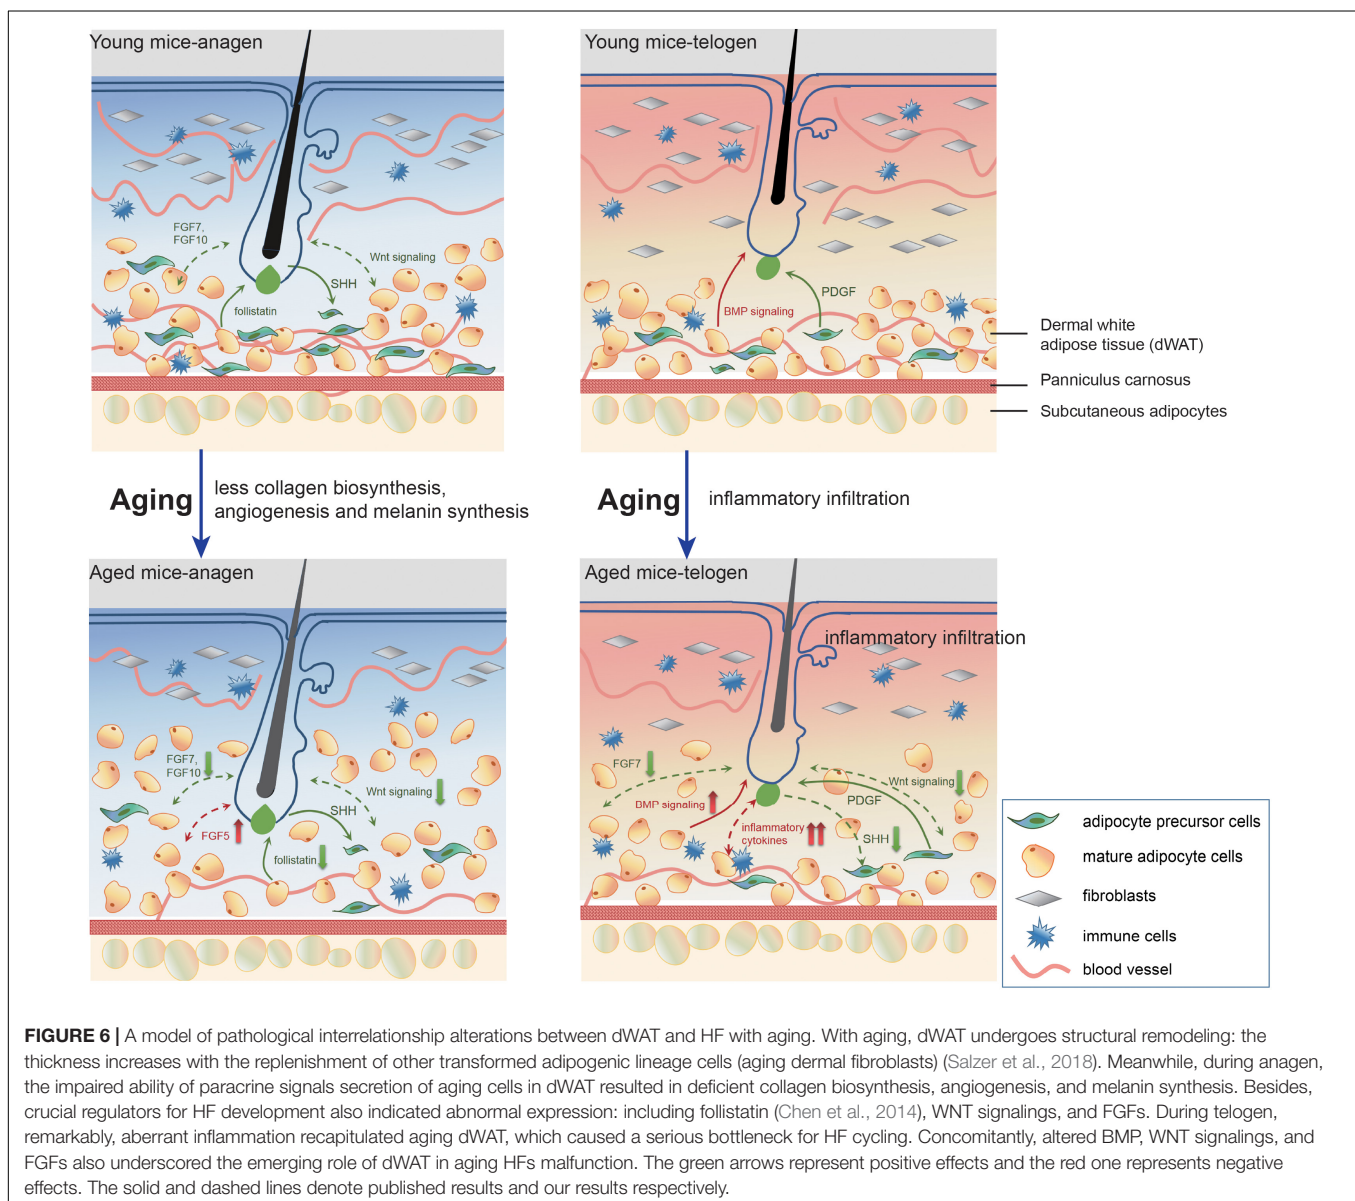 Young mice-anagen
FGF7,
FGF10
Wnt signaling
SHH
follistatin
Young mice-telogen
BMP signaling
PDGF
Dermal white
adipose tissue (dWAT)
Panniculus carnosus
Subcutaneous adipocytes
Aging
less collagen biosynthesis,
angiogenesis and melanin synthesis
Aging
inflammatory infiltration
Aged mice-anagen
FGF7,
FGF10
Wnt signaling
SHH
FGF5
follistatin
Aged mice-telogen
inflammatory infiltration
FGF7
Wnt signaling
BMP signaling
PDGF
inflammatory
cytokines
SHH
adipocyte precursor cells
mature adipocyte cells
fibroblasts
immune cells
blood vessel
FIGURE 6 | A model of pathological interrelationship alterations between dWAT and HF with aging. With aging, dWAT undergoes structural remodeling: the
thickness increases with the replenishment of other transformed adipogenic lineage cells (aging dermal fibroblasts) (Salzer et al., 2018). Meanwhile, during anagen,
the impaired ability of paracrine signals secretion of aging cells in dWAT resulted in deficient collagen biosynthesis, angiogenesis, and melanin synthesis. Besides,
crucial regulators for HF development also indicated abnormal expression: including follistatin (Chen et al., 2014), WNT signalings, and FGFs. During telogen,
remarkably, aberrant inflammation recapitulated aging dWAT, which caused a serious bottleneck for HF cycling. Concomitantly, altered BMP, WNT signalings, and
FGFs also underscored the emerging role of dWAT in aging HFs malfunction. The green arrows represent positive effects and the red one represents negative
effects. The solid and dashed lines denote published results and our results respectively.